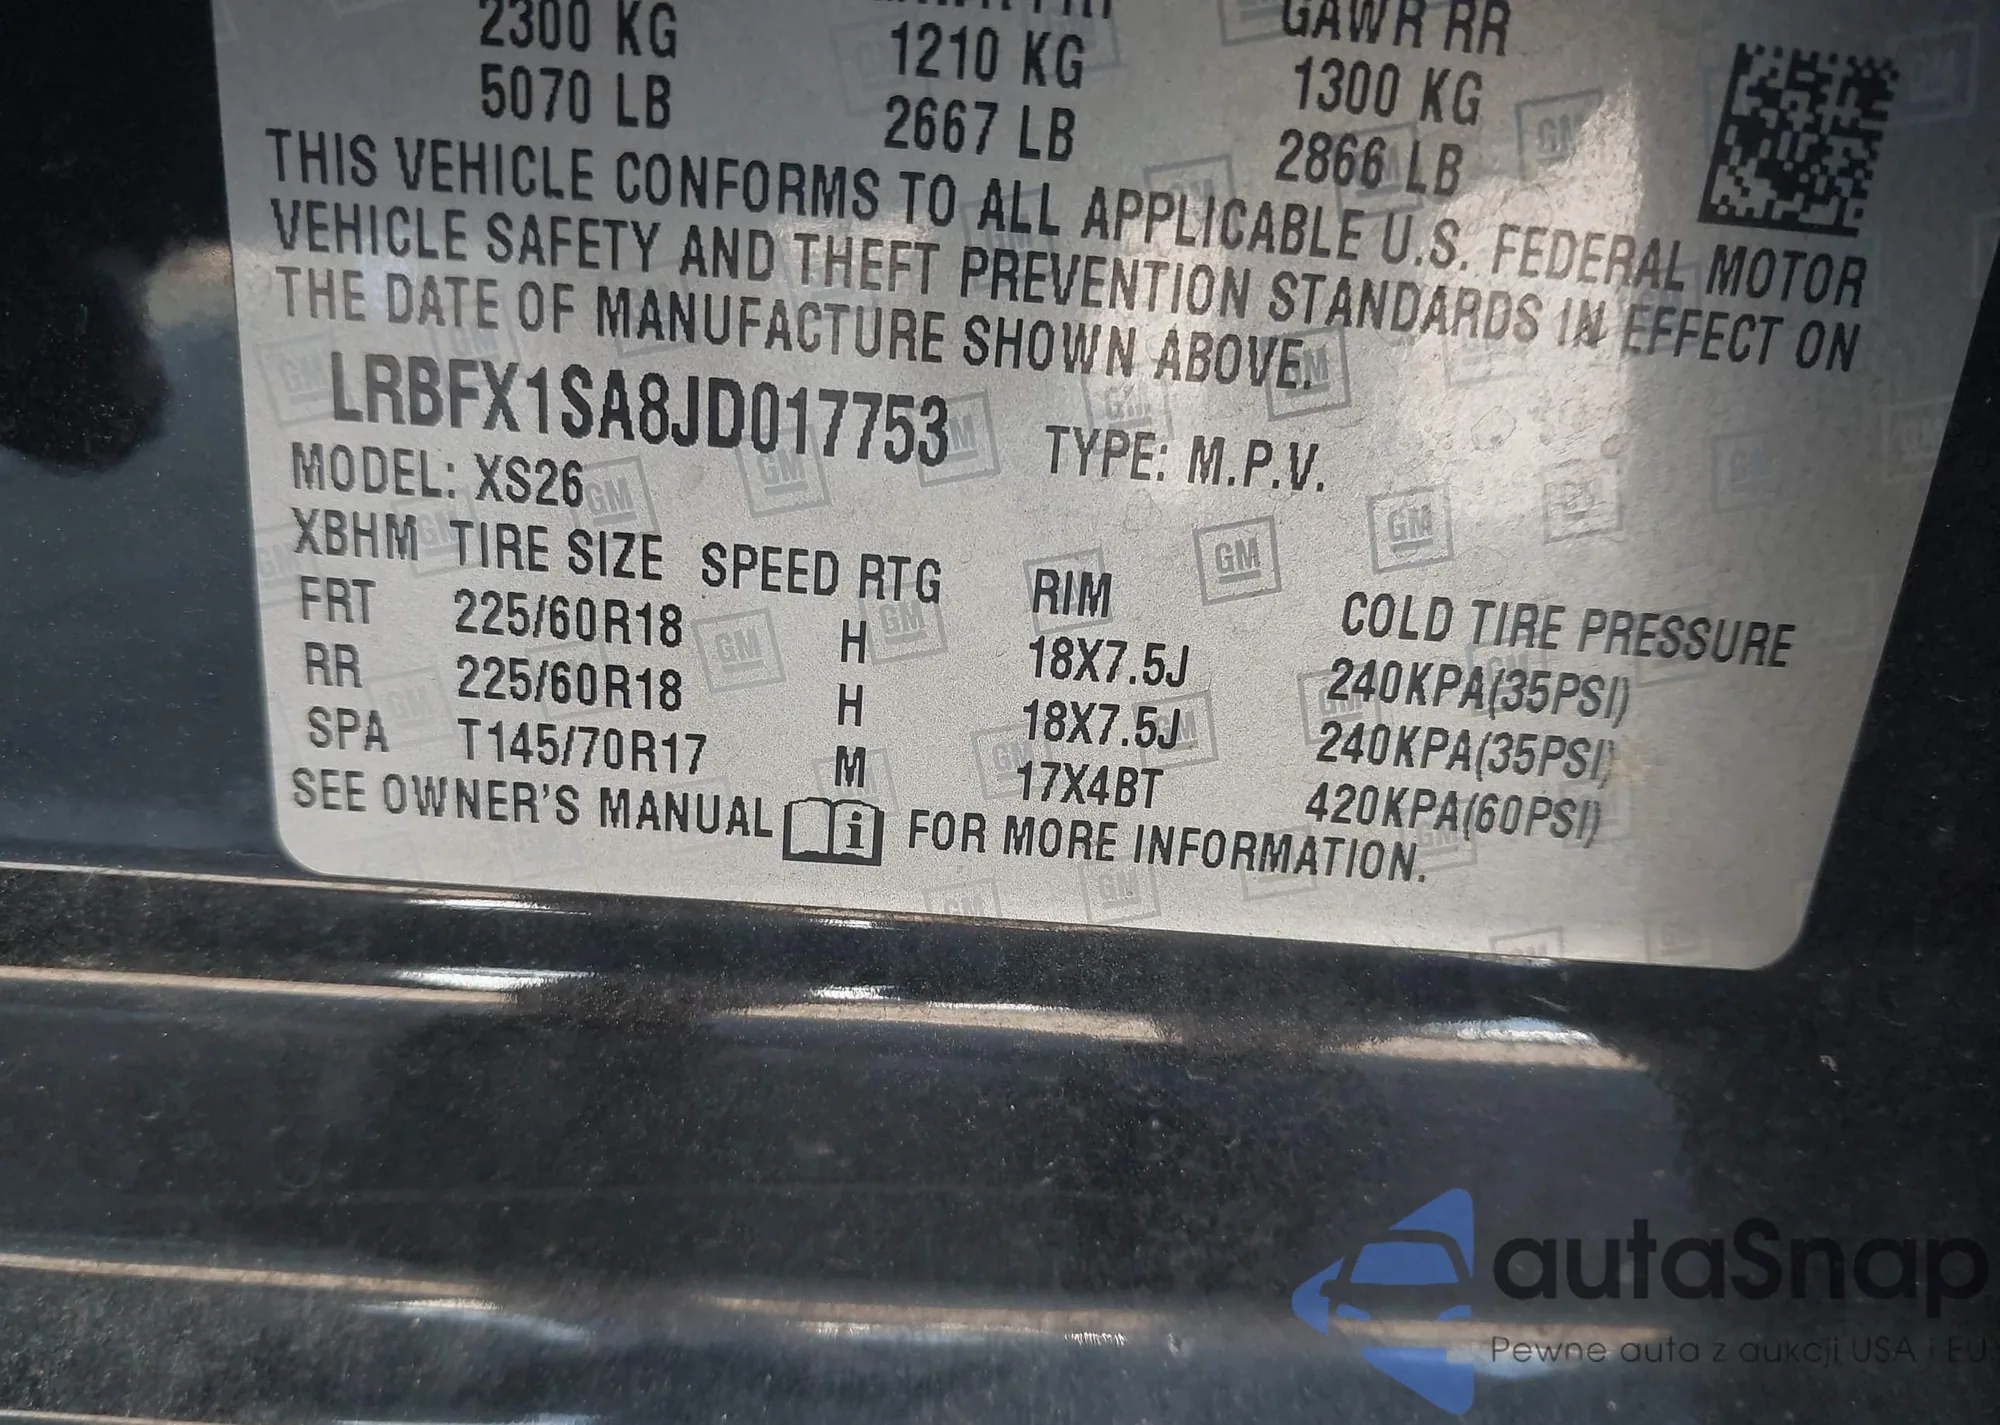 2300 KG 1210 KG GAWR RR
5070 LB 2667 LB 1300 KG
2866 LB
THIS VEHICLE CONFORMS TO ALL APPLICABLE U.S. FEDERAL MOTOR
VEHICLE SAFETY AND THEFT PREVENTION STANDARDS IN EFFECT ON
THE DATE OF MANUFACTURE SHOWN ABOVE.
LRBFX1SA8JD017753 TYPE: M.P.V.
MODEL: XS26
XBHM TIRE SIZE SPEED RTG RIM COLD TIRE PRESSURE
FRT 225/60R18 H 18X7.5J 240KPA(35PSI)
RR 225/60R18 H 18X7.5J 240KPA(35PSI)
SPA T145/70R17 M 17X4BT 420KPA(60PSI)
SEE OWNER'S MANUAL i FOR MORE INFORMATION.
GM
autaSnap
Pewne auta z aukcji USA i EU